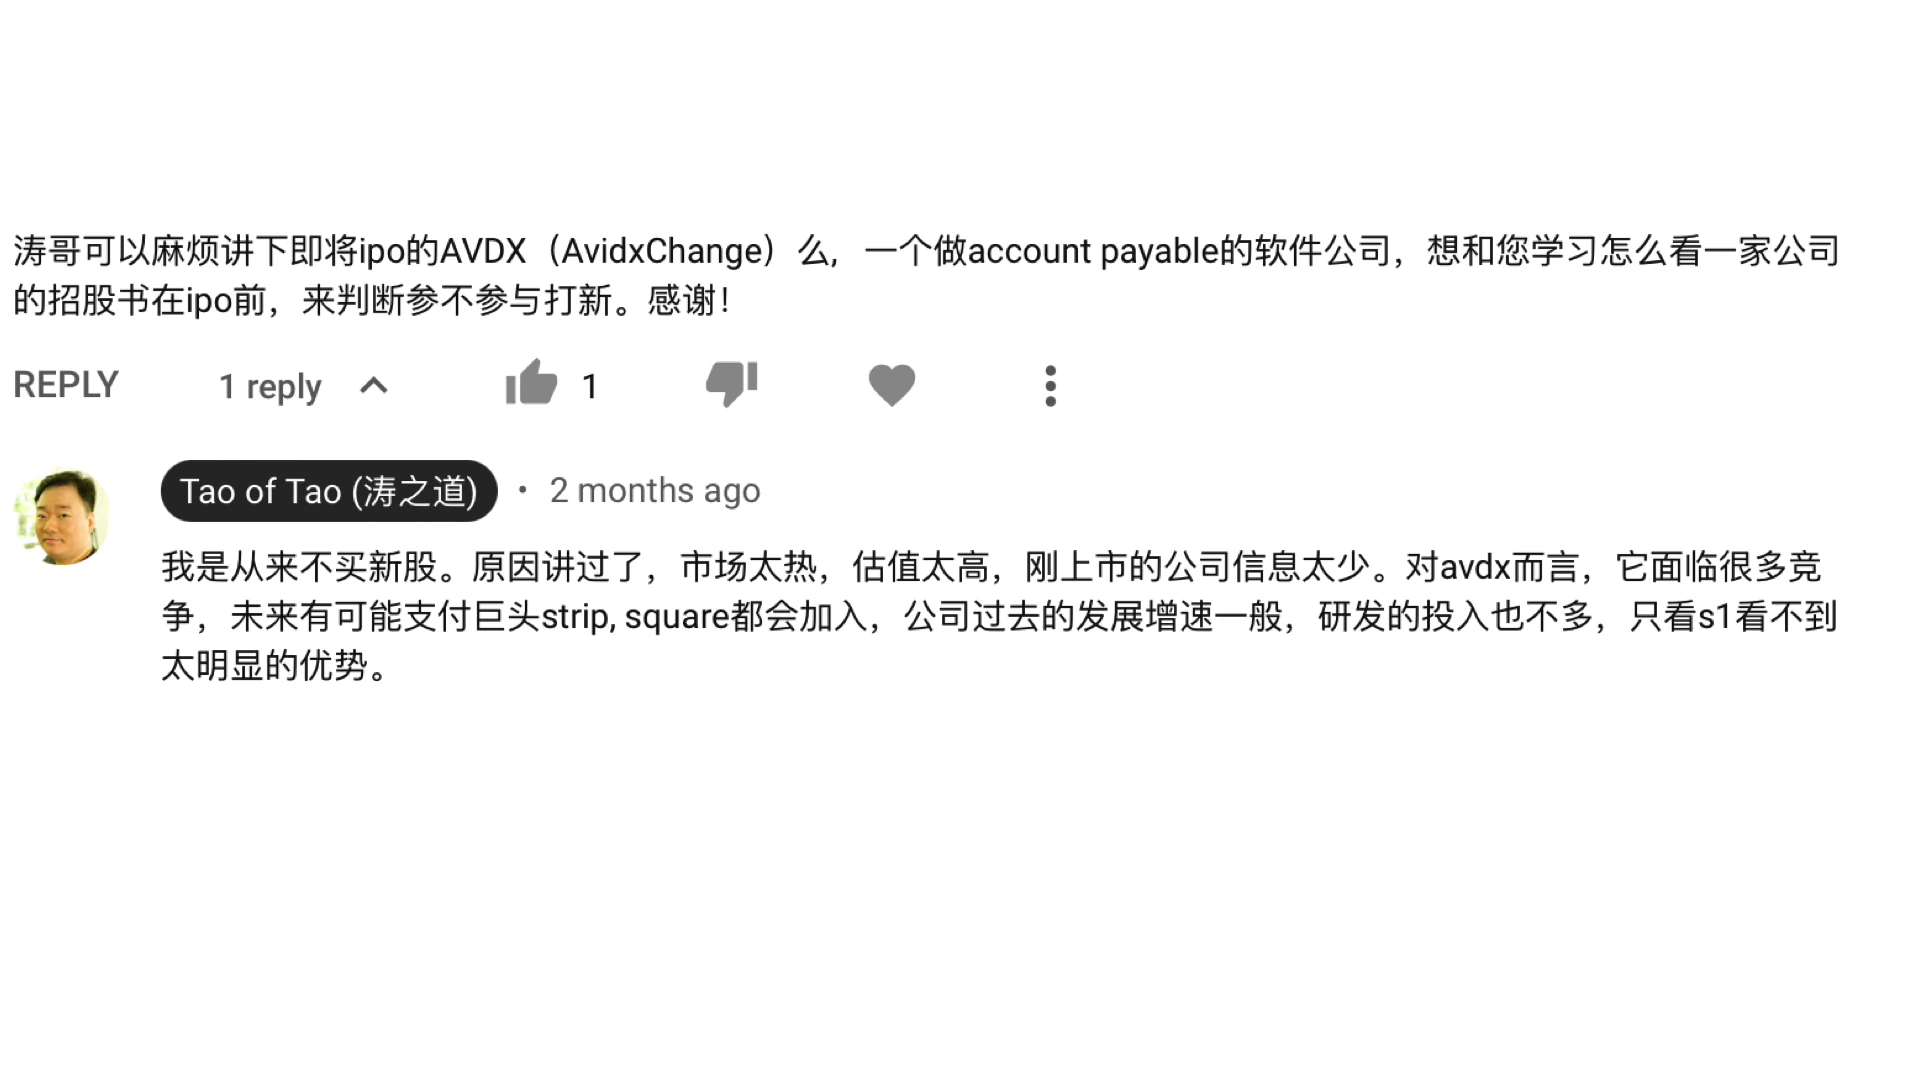 涛哥可以麻烦讲下即将ipo的AVDX（AvidxChange）么，一个做account payable的软件公司，想和您学习怎么看一家公司
的招股书在ipo前，来判断参不参与打新。感谢！
REPLY 1 reply 1
Tao of Tao (涛之道) • 2 months ago
我是从来不买新股。原因讲过了，市场太热，估值太高，刚上市的公司信息太少。对avdx而言，它面临很多竞
争，未来有可能支付巨头strip, square都会加入，公司过去的发展增速一般，研发的投入也不多，只看s1看不到
太明显的优势。